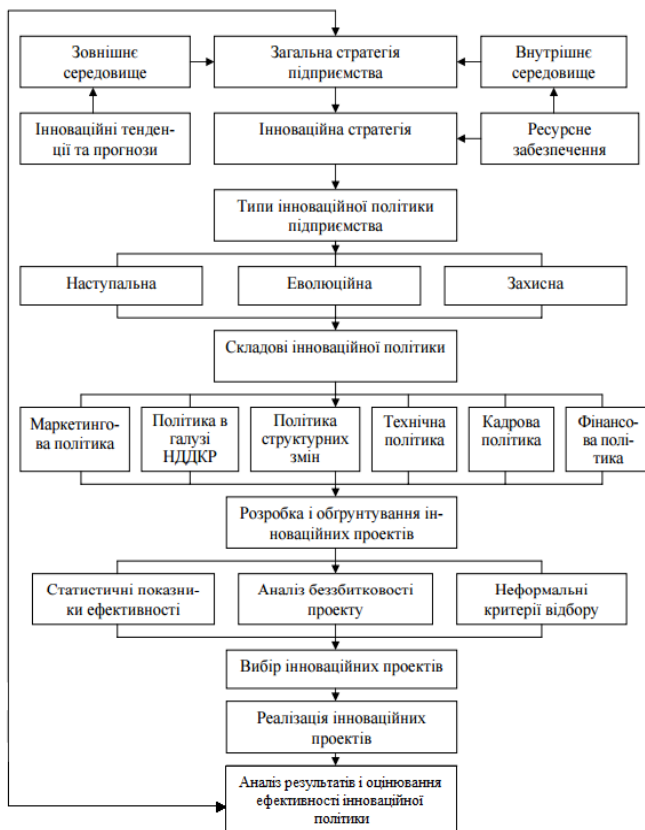 Зовнішнє
середовище
Загальна стратегія
підприємства
Внутрішнє
середовище
Інноваційні тенден-
ції та прогнози
Інноваційна стратегія
Ресурсне
забезпечення
Типи інноваційної політики
підприємства
Наступальна
Еволюційна
Захисна
Складові інноваційної політики
Маркетинго-
ва політика
Політика в
галузі
НДДКР
Політика
структурних
змін
Технічна
політика
Кадрова
політика
Фінансо-
ва полі-
тика
Розробка і обгрунтування ін-
новаційних проектів
Статистичні показни-
ки ефективності
Аналіз беззбитковості
проекту
Неформальні
критерії відбору
Вибір інноваційних проектів
Реалізація інноваційних
проектів
Аналіз результатів і оцінювання
ефективності інноваційної
політики